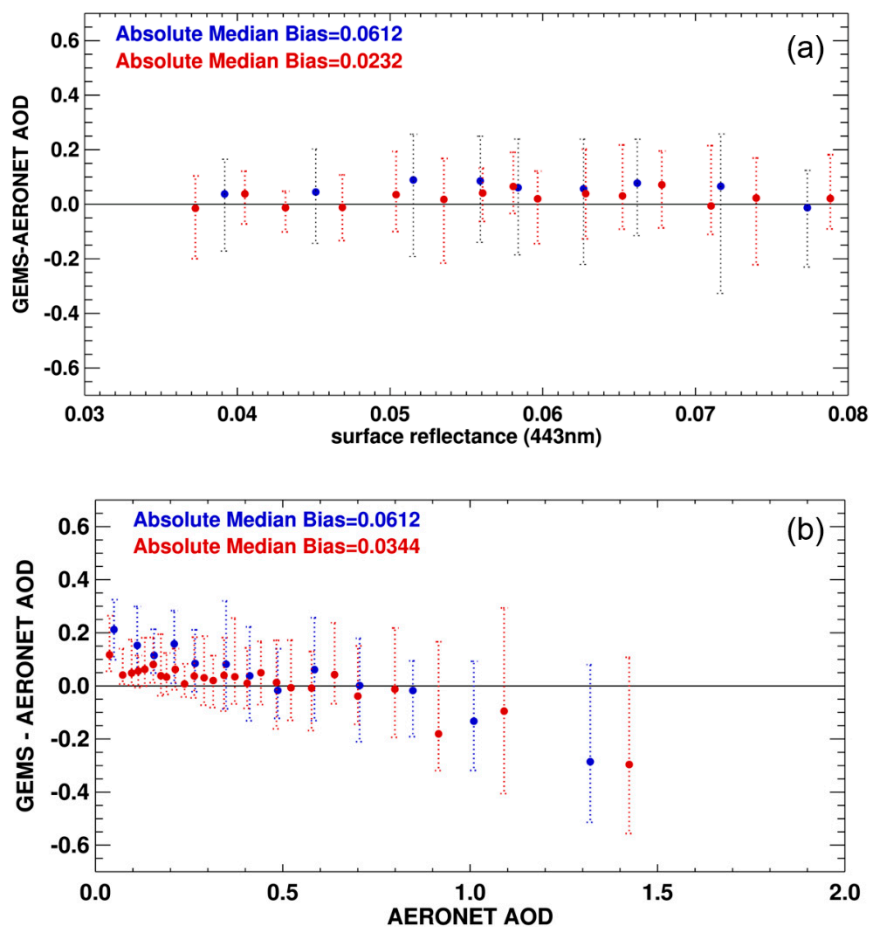 Absolute Median Bias=0.0612
(a)
Absolute Median Bias=0.0232
0.6
0.4
0.2
0.0
-0.2
-0.4
-0.6
GEMS-AERONET AOD
0.03 0.04 0.05 0.06 0.07 0.08
surface reflectance (443nm)
Absolute Median Bias=0.0612
(b)
Absolute Median Bias=0.0344
0.6
0.4
0.2
0.0
-0.2
-0.4
-0.6
GEMS - AERONET AOD
0.0 0.5 1.0 1.5 2.0
AERONET AOD